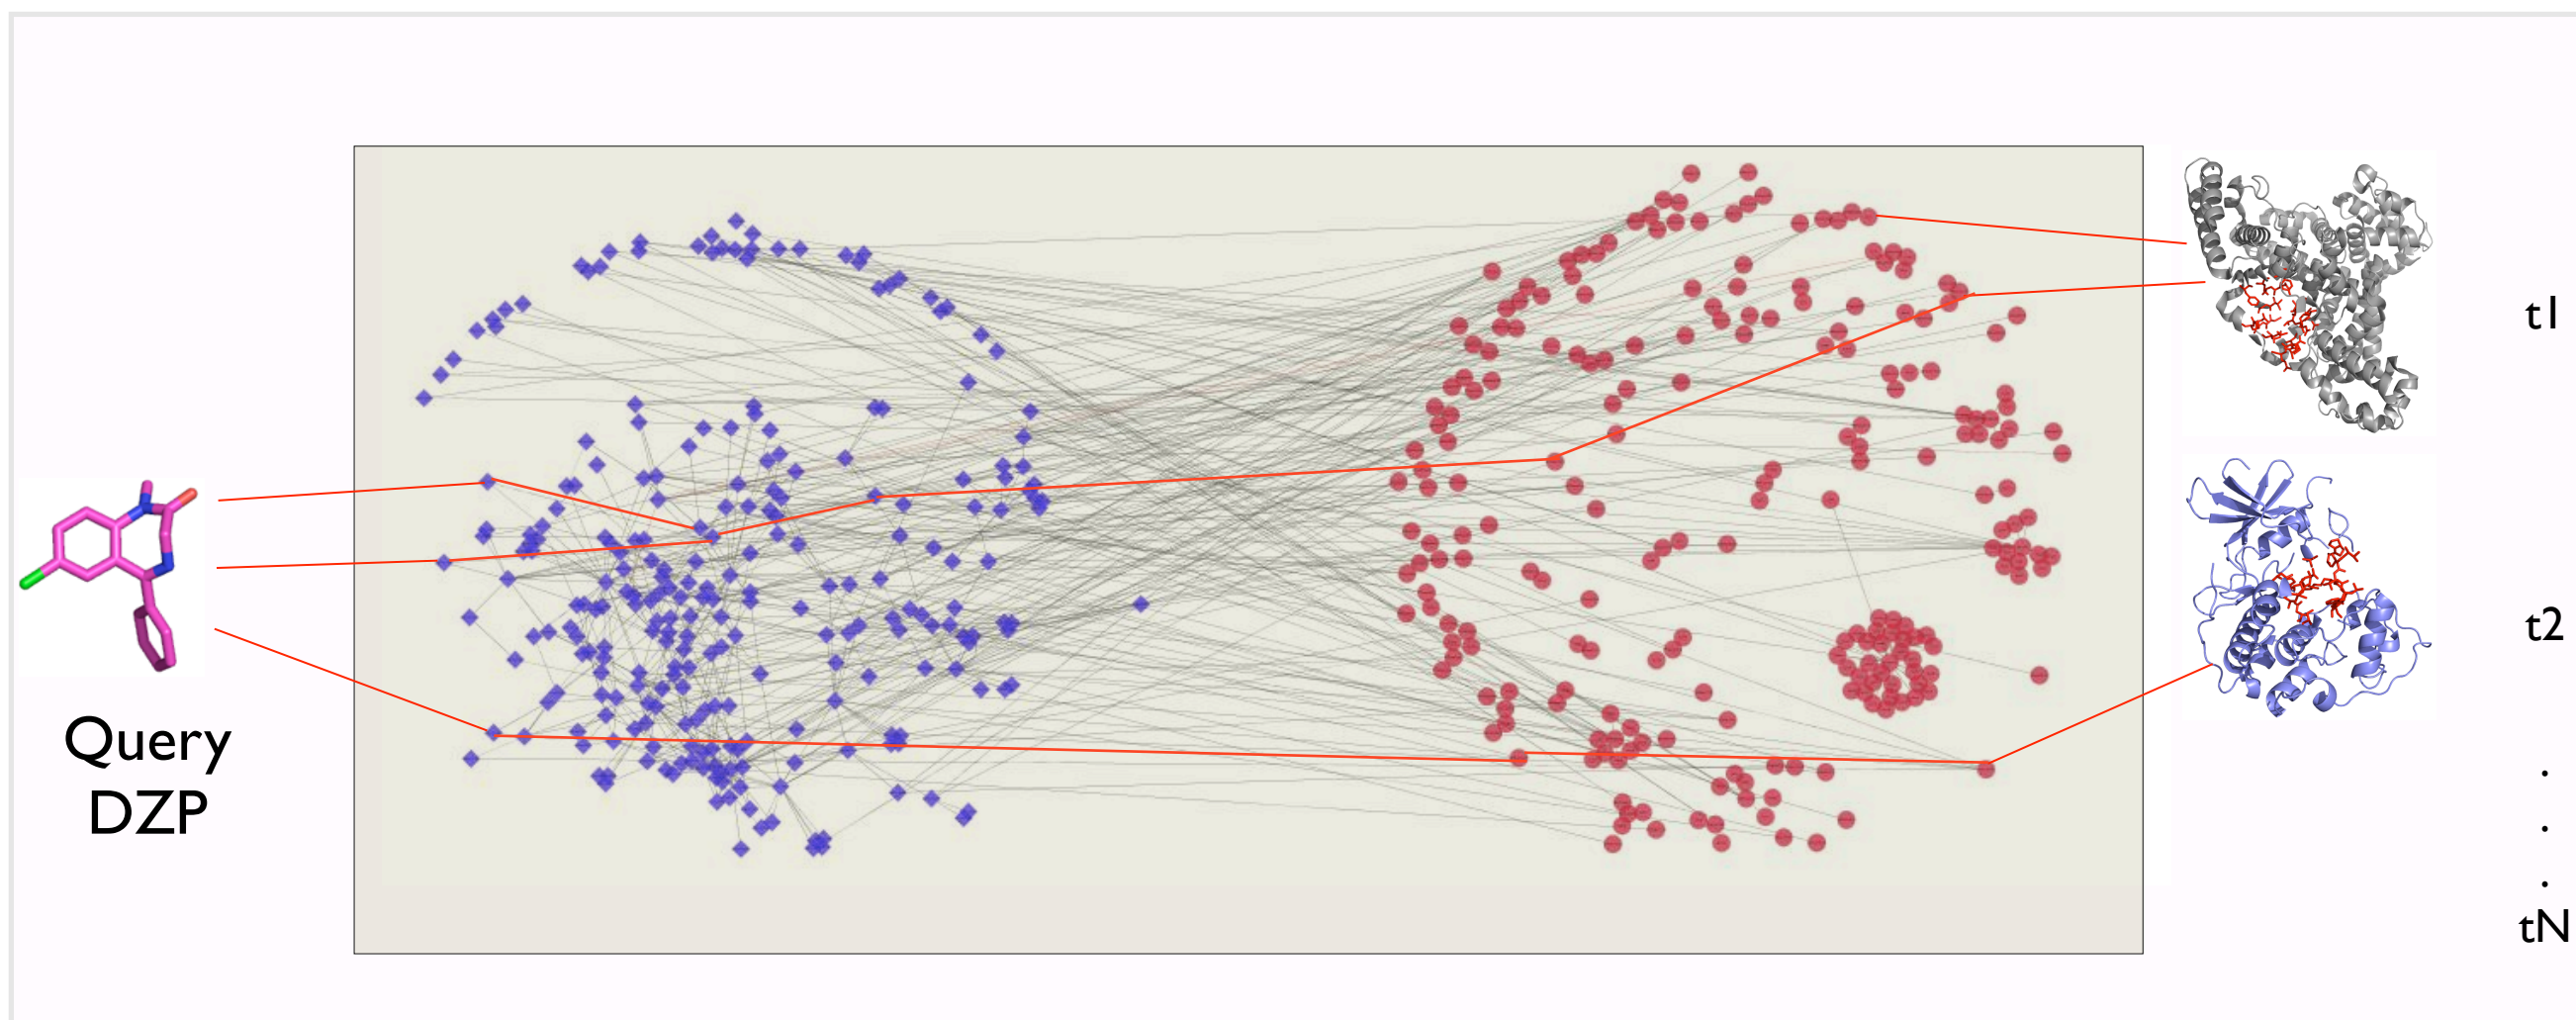 Query
DZP
t1
t2
.
.
.
tN